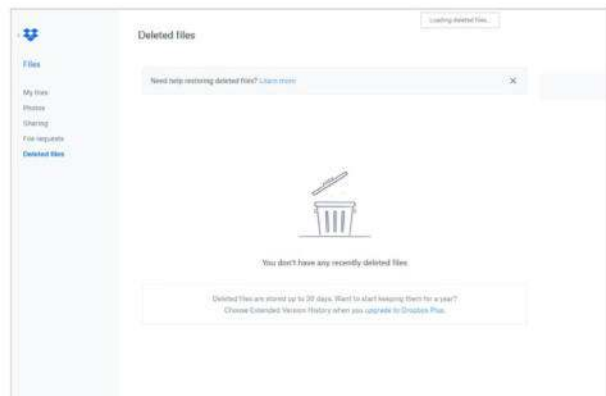 Loading deleted files...
Deleted files
Files
Need help restoring deleted files? Learn more
My files
Photos
Sharing
File requests
Deleted files
You don't have any recently deleted files
Deleted files are stored up to 30 days. Want to start keeping them for a year?
Choose Extended Version History when you upgrade to Dropbox Plus.